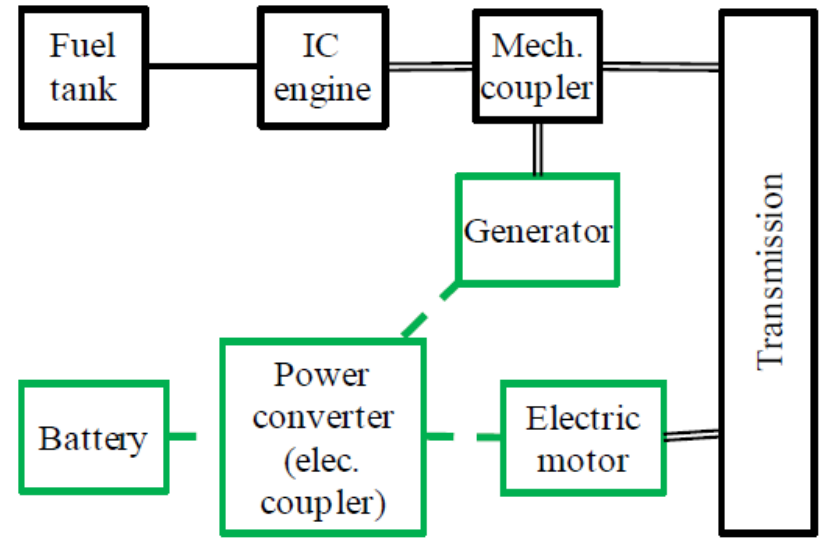 Fuel
tank
IC
engine
Mech.
coupler
Generator
Transmission
Battery
Power
converter
(elec.
coupler)
Electric
motor